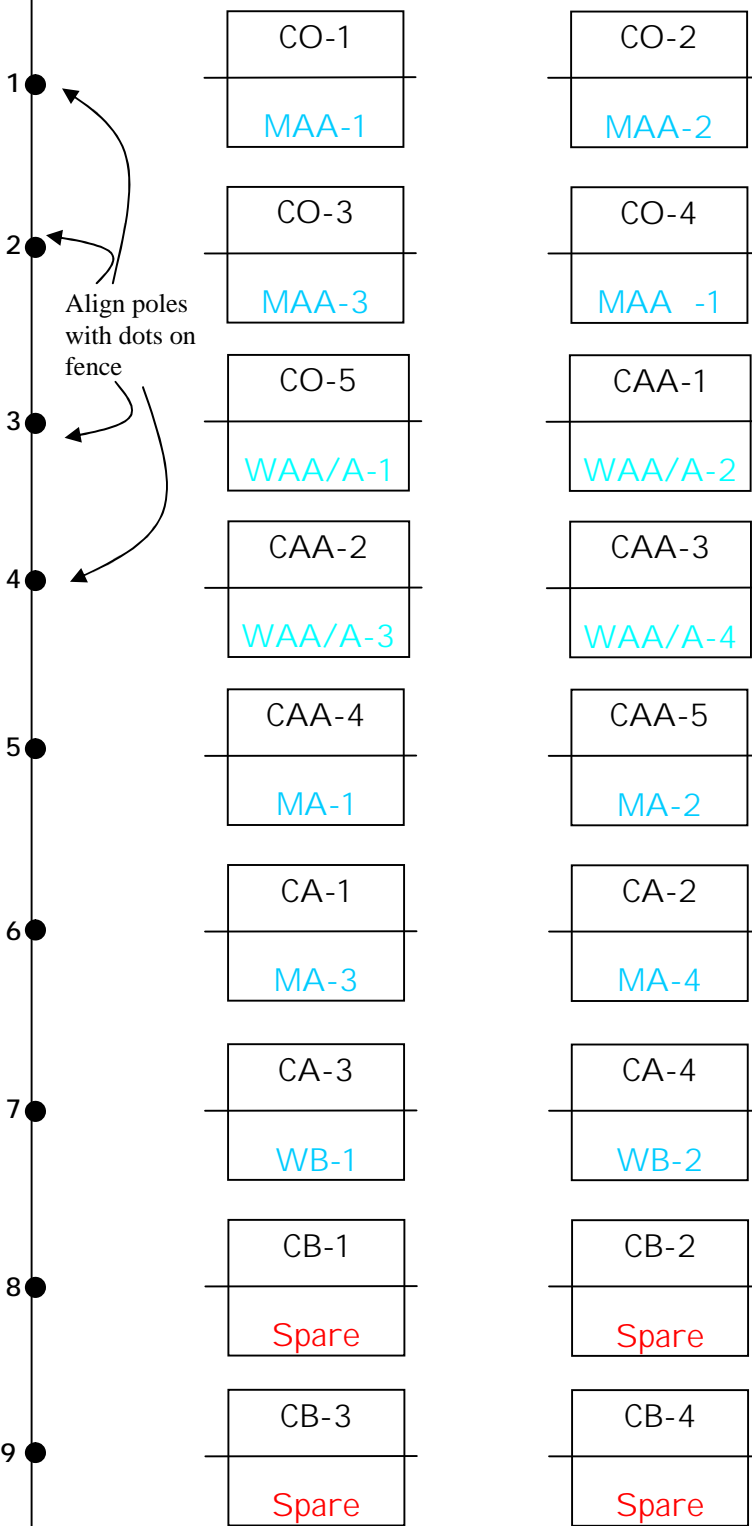 CO-1 CO-2
1
MAA-1 MAA-2
CO-3 CO-4
2
MAA-3 MAA -1
Align poles
with dots on
fence
CO-5 CAA-1
3
WAA/A-1 WAA/A-2
CAA-2 CAA-3
4
WAA/A-3 WAA/A-4
CAA-4 CAA-5
5
MA-1 MA-2
CA-1 CA-2
6
MA-3 MA-4
CA-3 CA-4
7
WB-1 WB-2
CB-1 CB-2
8
Spare Spare
CB-3 CB-4
9
Spare Spare